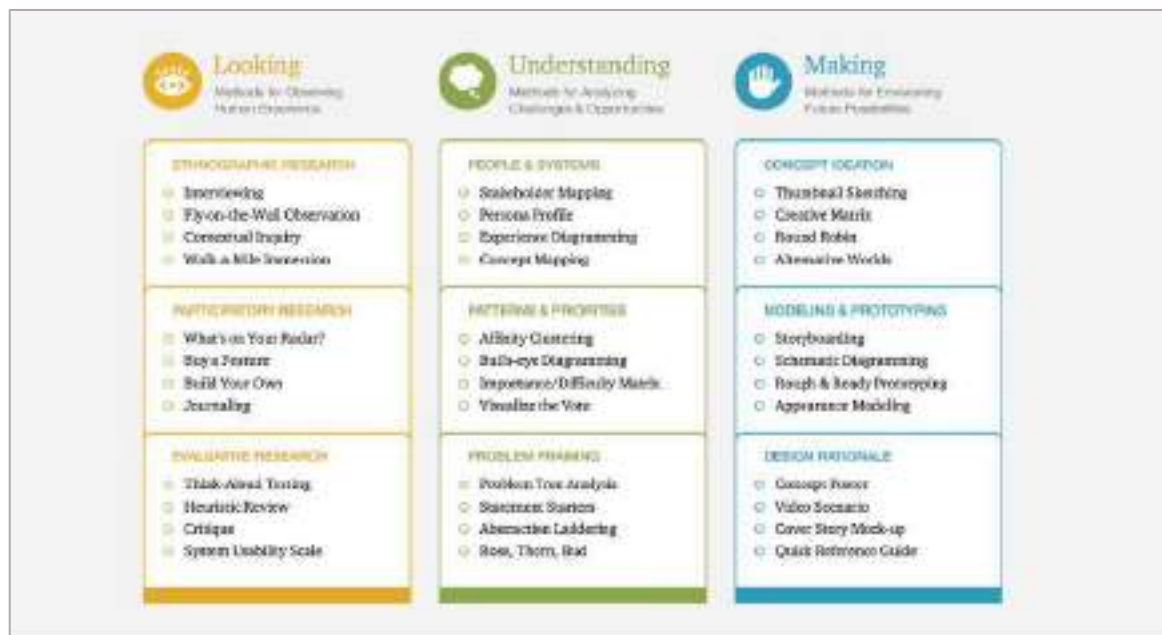 Looking
Methods for Observing
Human Experience
ETHNOGRAPHIC RESEARCH
Interviewing
Fly-on-the-Wall Observation
Contextual Inquiry
Walk-a-Mile Immersion
PARTICIPATORY RESEARCH
What's on Your Radar?
Buy a Feature
Build Your Own
Journaling
EVALUATIVE RESEARCH
Think-Aloud Testing
Heuristic Review
Critique
System Usability Scale
Understanding
Methods for Analyzing
Challenges & Opportunities
PEOPLE & SYSTEMS
Stakeholder Mapping
Persona Profile
Experience Diagramming
Concept Mapping
PATTERNS & PRIORITIES
Affinity Clustering
Bulls-eye Diagramming
Importance/Difficulty Matrix
Visualize the Vote
PROBLEM FRAMING
Problem Tree Analysis
Statement Starters
Abstraction Laddering
Rose, Thorn, Bud
Making
Methods for Envisioning
Future Possibilities
CONCEPT IDEATION
Thumbnail Sketching
Creative Matrix
Round Robin
Alternative Worlds
MODELING & PROTOTYPING
Storyboarding
Schematic Diagramming
Rough & Ready Prototyping
Appearance Modeling
DESIGN RATIONALE
Concept Poster
Video Scenario
Cover Story Mock-up
Quick Reference Guide